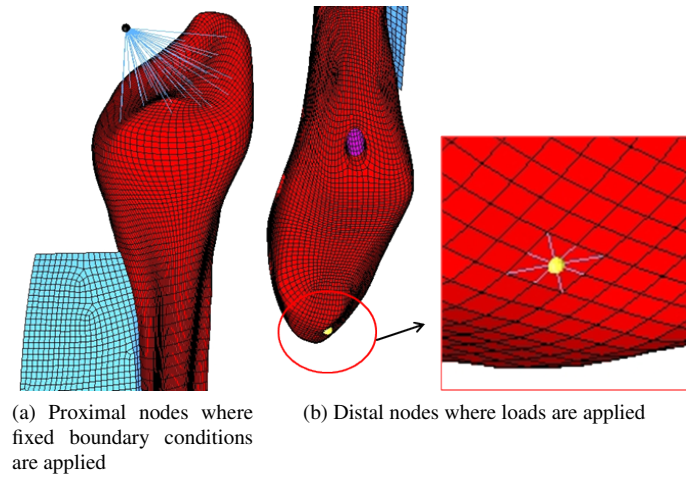 (a) Proximal nodes where
fixed boundary conditions
are applied
(b) Distal nodes where loads are applied